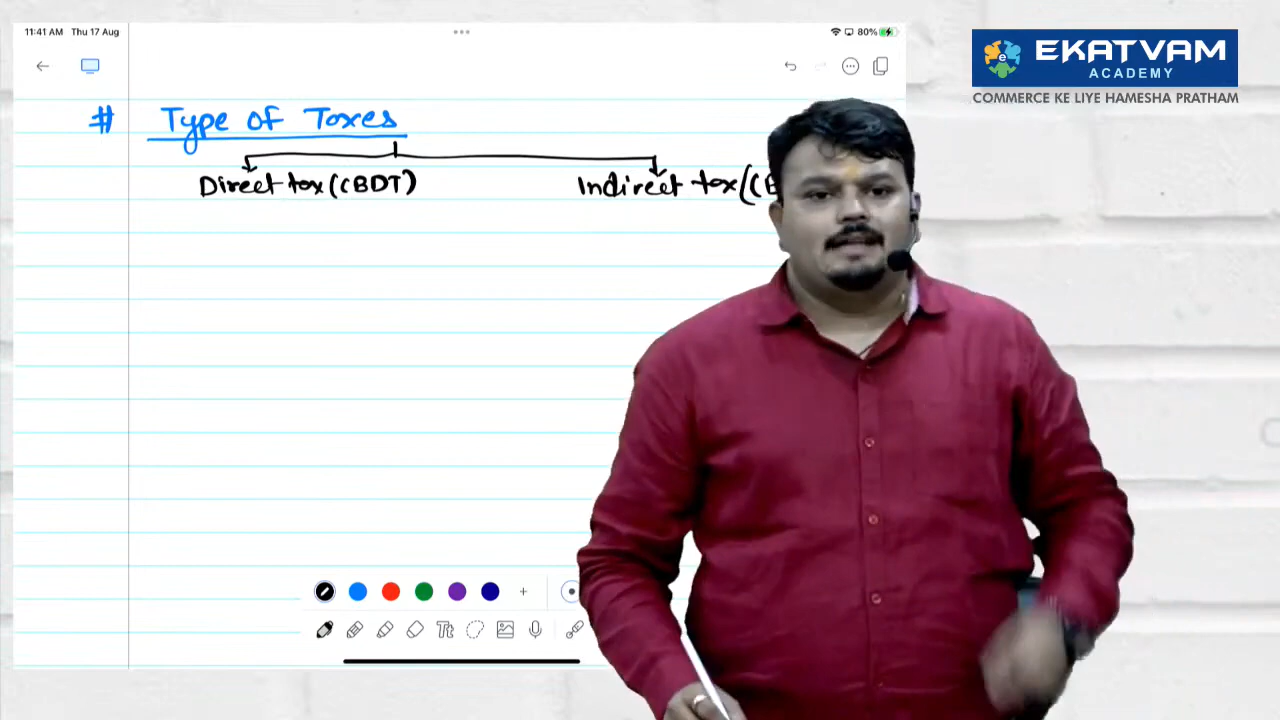 11:41 AM Thu 17 Aug
80%
EKATVAM
ACADEMY
COMMERCE KE LIYE HAMESHA PRATHAM
# Type of Taxes
Direct tax (CBDT)
Indirect tax (
Tt